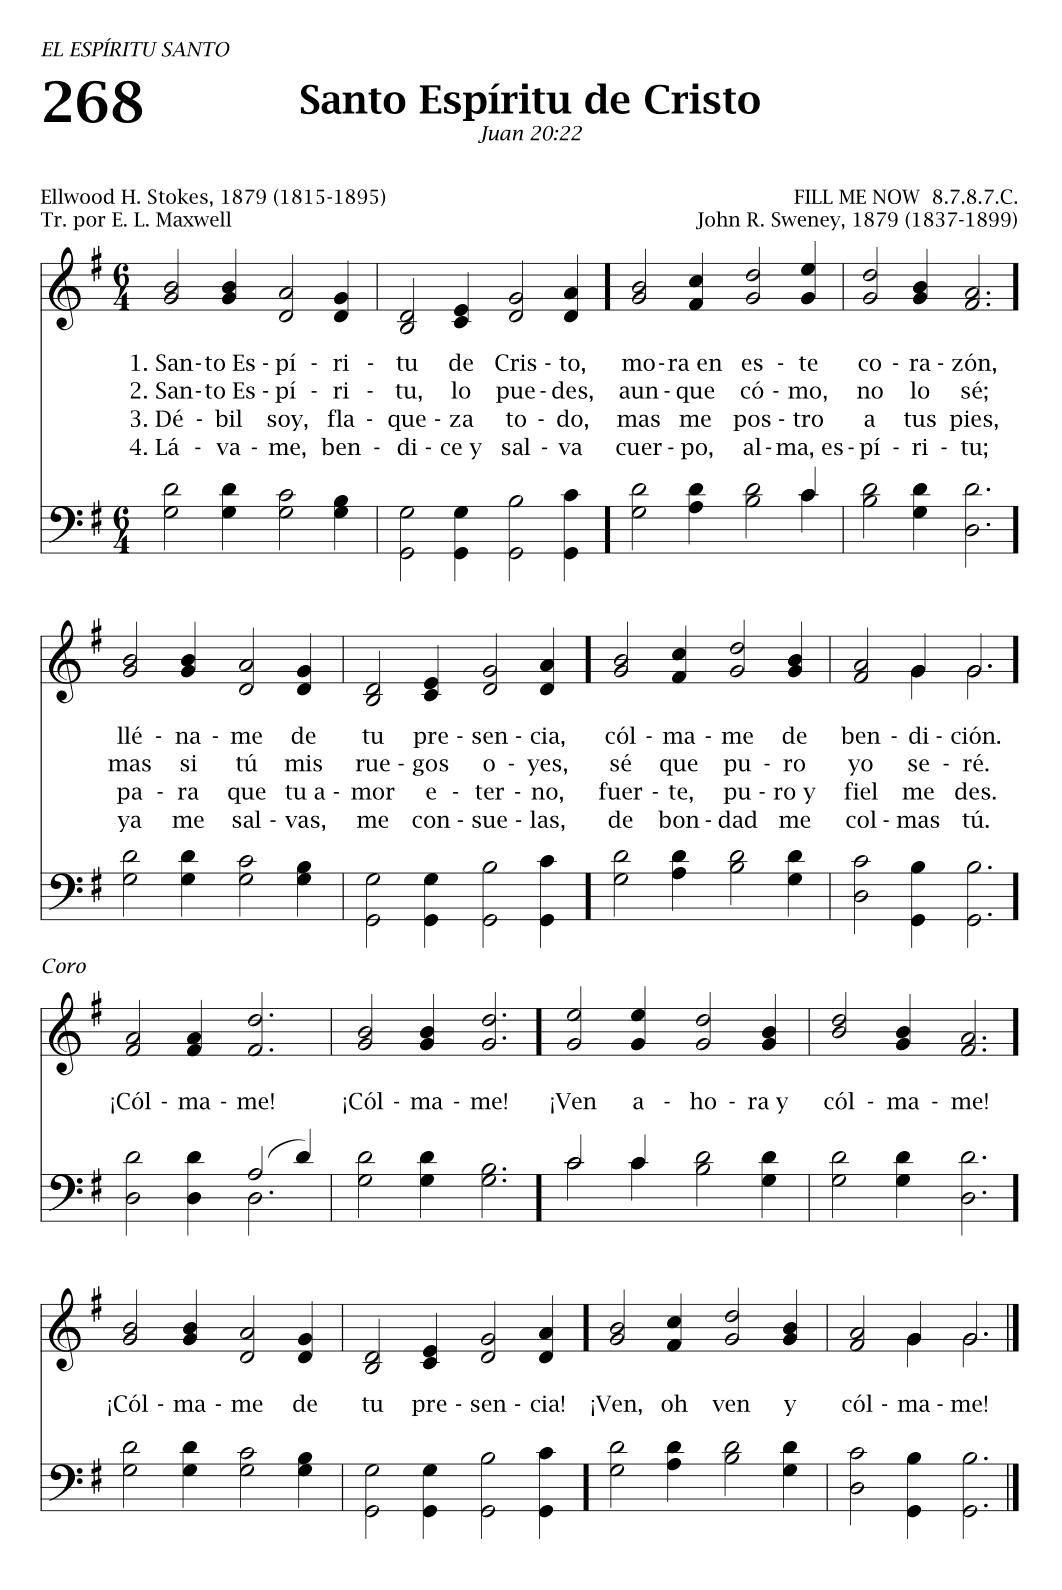 EL ESPÍRITU SANTO
268
Santo Espíritu de Cristo
Juan 20:22
Ellwood H. Stokes, 1879 (1815-1895)
FILL ME NOW 8.7.8.7.C.
Tr. por E. L. Maxwell
John R. Sweney, 1879 (1837-1899)
6
4
1. San-to Es - pí - ri - tu de Cris - to, mo-ra en es - te co - ra - zón,
2. San-to Es - pí - ri - tu, lo pue - des, aun - que có - mo, no lo sé;
3. Dé - bil soy, fla - que - za to - do, mas me pos - tro a tus pies,
4. Lá - va - me, ben - di - ce y sal - va cuer - po, al - ma, es - pí - ri - tu;
6
4
llé - na - me de tu pre - sen - cia, cól - ma - me de ben - di - ción.
mas si tú mis rue - gos o - yes, sé que pu - ro yo se - ré.
pa - ra que tu a - mor e - ter - no, fuer - te, pu - ro y fiel me des.
ya me sal - vas, me con - sue - las, de bon - dad me col - mas tú.
Coro
¡Cól - ma - me! ¡Cól - ma - me! ¡Ven a - ho - ra y cól - ma - me!
¡Cól - ma - me de tu pre - sen - cia! ¡Ven, oh ven y cól - ma - me!